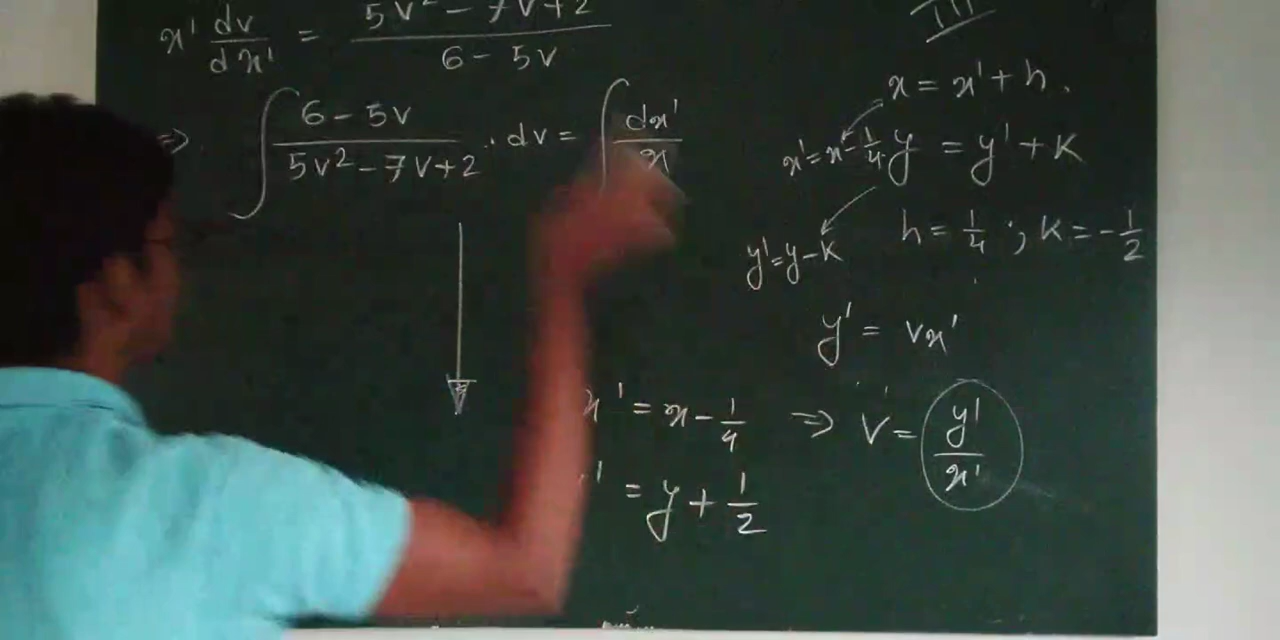 x' dv/dx' = 5v² - 7v+2 / 6 - 5v
III
⇒ ∫ 6 - 5v / 5v² - 7v+2 . dv = ∫ dx' / x
x = x' + h .
x' = x - 1/4
y = y' + K
y' = y - K
h = 1/4 ; K = - 1/2
y' = vx'
x' = x - 1/4 ⇒ v = y' / x'
' = y + 1/2